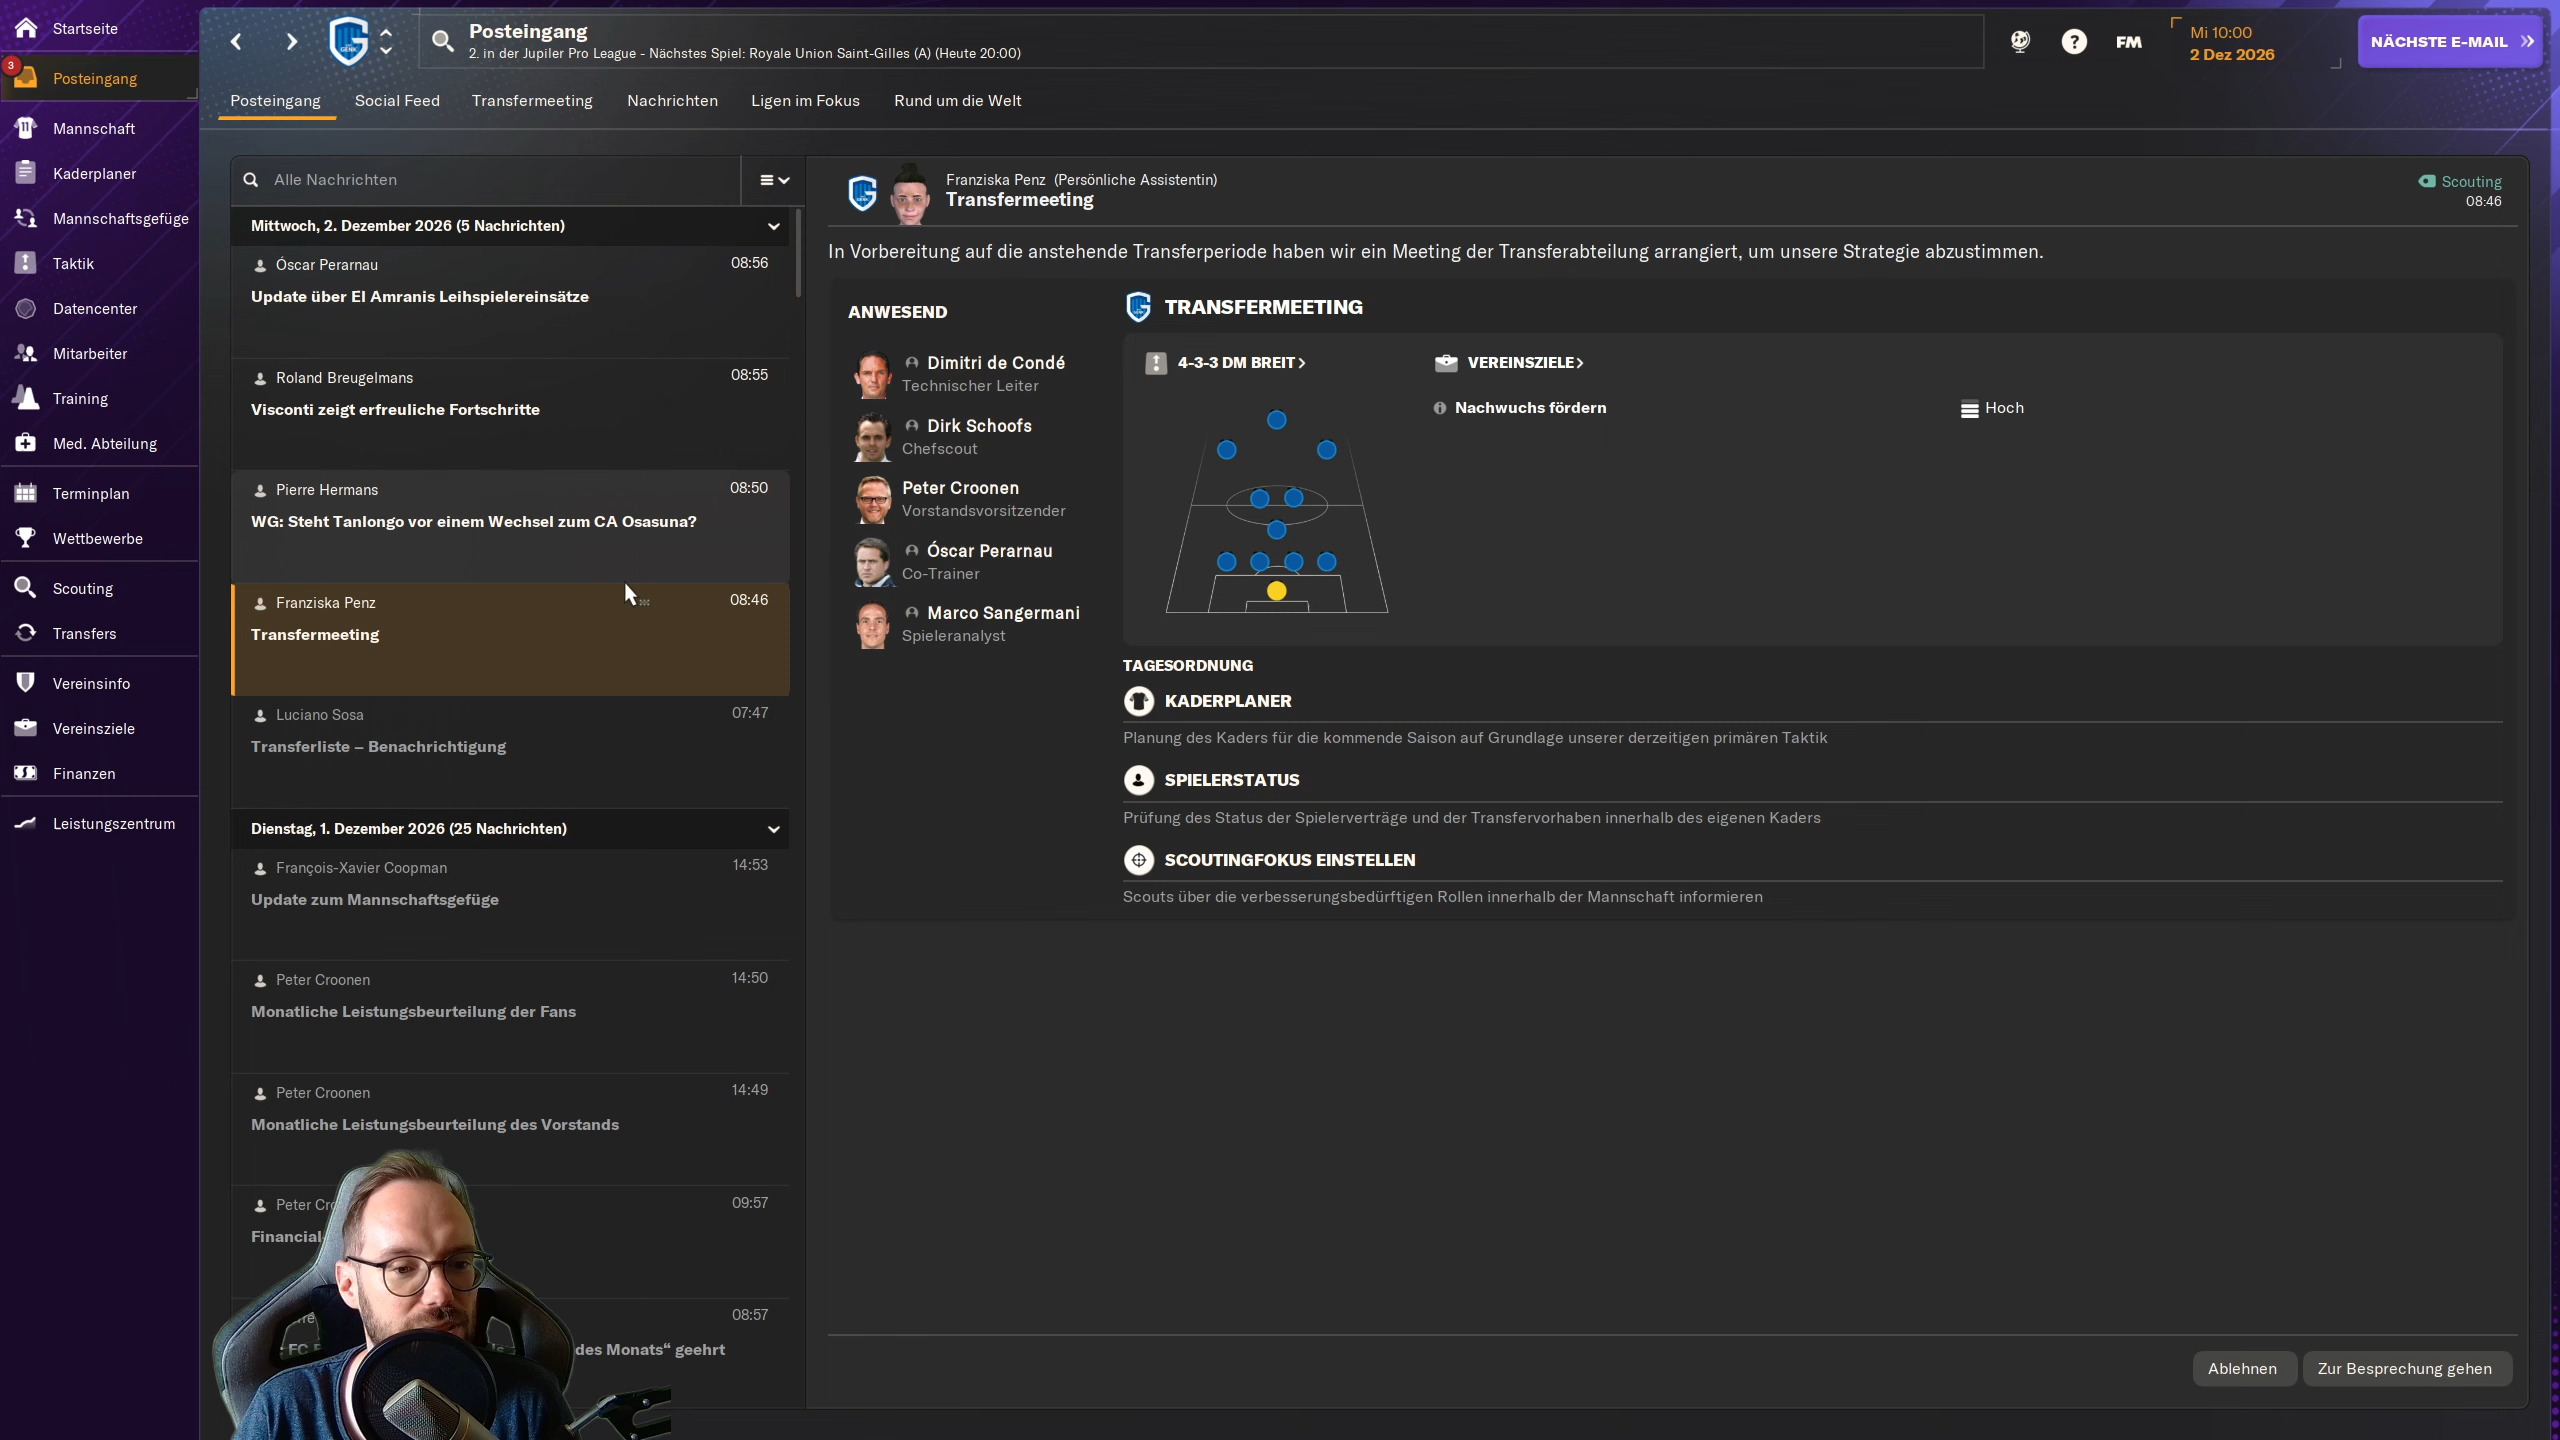 Startseite
3
Posteingang
Mannschaft
Kaderplaner
Mannschaftsgefüge
Taktik
Datencenter
Mitarbeiter
Training
Med. Abteilung
Terminplan
Wettbewerbe
Scouting
Transfers
Vereinsinfo
Vereinsziele
Finanzen
Leistungszentrum
GENK
Posteingang
2. in der Jupiler Pro League - Nächstes Spiel: Royale Union Saint-Gilles (A) (Heute 20:00)
?
FM
Mi 10:00
2 Dez 2026
NÄCHSTE E-MAIL
Posteingang
Social Feed
Transfermeeting
Nachrichten
Ligen im Fokus
Rund um die Welt
Alle Nachrichten
Mittwoch, 2. Dezember 2026 (5 Nachrichten)
Óscar Perarnau 08:56
Update über El Amranis Leihspielereinsätze
Roland Breugelmans 08:55
Visconti zeigt erfreuliche Fortschritte
Pierre Hermans 08:50
WG: Steht Tanlongo vor einem Wechsel zum CA Osasuna?
Franziska Penz 08:46
Transfermeeting
Luciano Sosa 07:47
Transferliste – Benachrichtigung
Dienstag, 1. Dezember 2026 (25 Nachrichten)
François-Xavier Coopman 14:53
Update zum Mannschaftsgefüge
Peter Croonen 14:50
Monatliche Leistungsbeurteilung der Fans
Peter Croonen 14:49
Monatliche Leistungsbeurteilung des Vorstands
Peter Cro 09:57
Financial-
08:57
des Monats“ geehrt
Franziska Penz (Persönliche Assistentin)
Transfermeeting
Scouting
08:46
In Vorbereitung auf die anstehende Transferperiode haben wir ein Meeting der Transferabteilung arrangiert, um unsere Strategie abzustimmen.
ANWESEND
Dimitri de Condé
Technischer Leiter
Dirk Schoofs
Chefscout
Peter Croonen
Vorstandsvorsitzender
Óscar Perarnau
Co-Trainer
Marco Sangermani
Spieleranalyst
TRANSFERMEETING
4-3-3 DM BREIT
VEREINSZIELE
Nachwuchs fördern
Hoch
TAGESORDNUNG
KADERPLANER
Planung des Kaders für die kommende Saison auf Grundlage unserer derzeitigen primären Taktik
SPIELERSTATUS
Prüfung des Status der Spielerverträge und der Transfervorhaben innerhalb des eigenen Kaders
SCOUTINGFOKUS EINSTELLEN
Scouts über die verbesserungsbedürftigen Rollen innerhalb der Mannschaft informieren
Ablehnen
Zur Besprechung gehen